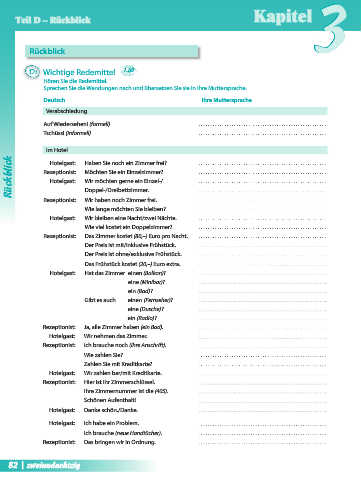 Teil D – Rückblick
Kapitel 3
Rückblick
Wichtige Redemittel
Hören Sie die Redemittel.
Sprechen Sie die Wendungen nach und übersetzen Sie sie in Ihre Muttersprache.
Deutsch Ihre Muttersprache
Verabschiedung
Auf Wiedersehen! (formell)
Tschüss! (informell)
Im Hotel
Hotelgast: Haben Sie noch ein Zimmer frei?
Rezeptionist: Möchten Sie ein Einzelzimmer?
Hotelgast: Wir möchten gerne ein Einzel-/
Doppel-/Dreibettzimmer.
Rezeptionist: Wir haben noch Zimmer frei.
Wie lange möchten Sie bleiben?
Hotelgast: Wir bleiben eine Nacht/zwei Nächte.
Wie viel kostet ein Doppelzimmer?
Rezeptionist: Das Zimmer kostet (80,–) Euro pro Nacht.
Der Preis ist mit/inklusive Frühstück.
Der Preis ist ohne/exklusive Frühstück.
Das Frühstück kostet (20,–) Euro extra.
Hotelgast: Hat das Zimmer einen (Balkon)?
eine (Minibar)?
ein (Bad)?
Gibt es auch einen (Fernseher)?
eine (Dusche)?
ein (Radio)?
Rezeptionist: Ja, alle Zimmer haben (ein Bad).
Hotelgast: Wir nehmen das Zimmer.
Rezeptionist: Ich brauche noch (Ihre Anschrift).
Wie zahlen Sie?
Zahlen Sie mit Kreditkarte?
Hotelgast: Wir zahlen bar/mit Kreditkarte.
Rezeptionist: Hier ist Ihr Zimmerschlüssel.
Ihre Zimmernummer ist die (405).
Schönen Aufenthalt!
Hotelgast: Danke schön./Danke.
Hotelgast: Ich habe ein Problem.
Ich brauche (neue Handtücher).
Rezeptionist: Das bringen wir in Ordnung.
Rückblick
82 | zweiundachtzig